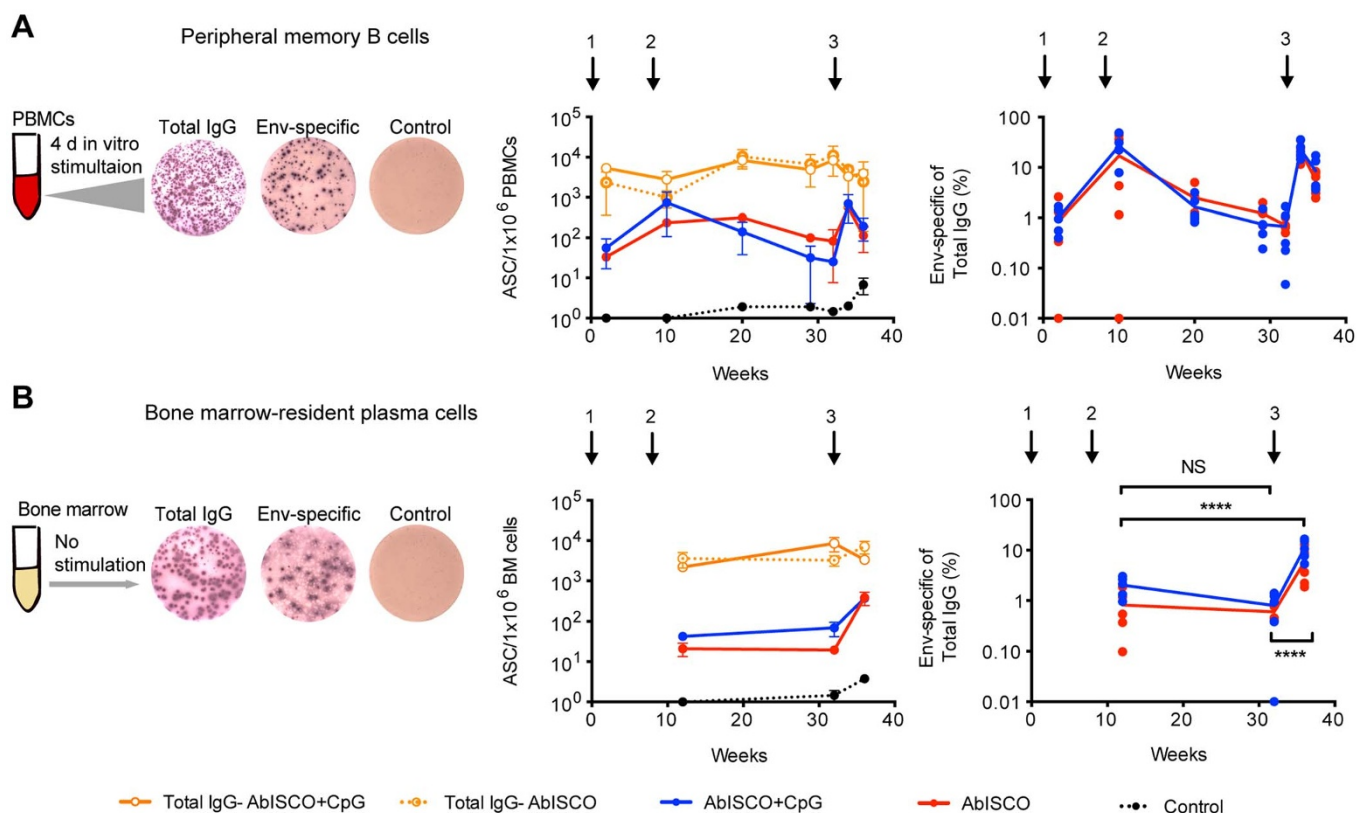 A
Peripheral memory B cells
PBMCs
4 d in vitro
stimultaion
Total IgG
Env-specific
Control
1
2
3
ASC/1x10^6 PBMCs
10^5
10^4
10^3
10^2
10^1
10^0
0
10
20
30
40
Weeks
1
2
3
Env-specific of
Total IgG (%)
100
10
1
0.10
0.01
0
10
20
30
40
Weeks
B
Bone marrow-resident plasma cells
Bone marrow
No
stimulation
Total IgG
Env-specific
Control
1
2
3
ASC/1x10^6 BM cells
10^5
10^4
10^3
10^2
10^1
10^0
0
10
20
30
40
Weeks
1
2
3
NS
****
****
Env-specific of
Total IgG (%)
100
10
1
0.10
0.01
0
10
20
30
40
Weeks
Total IgG- AbISCO+CpG
Total IgG- AbISCO
AbISCO+CpG
AbISCO
Control